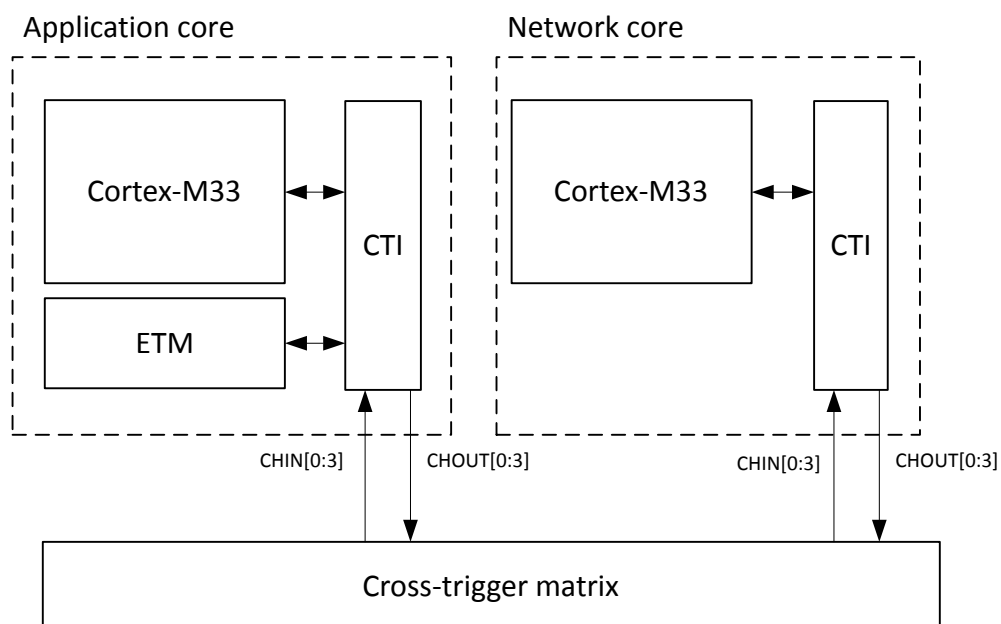 Application core
Network core
Cortex-M33
CTI
ETM
Cortex-M33
CTI
CHIN[0:3]
CHOUT[0:3]
CHIN[0:3]
CHOUT[0:3]
Cross-trigger matrix